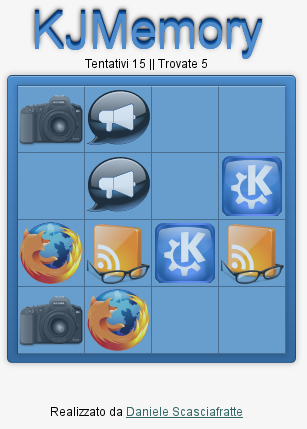 KJMemory
Tentativi 15 || Trovate 5
Realizzato da Daniele Scasciafratte